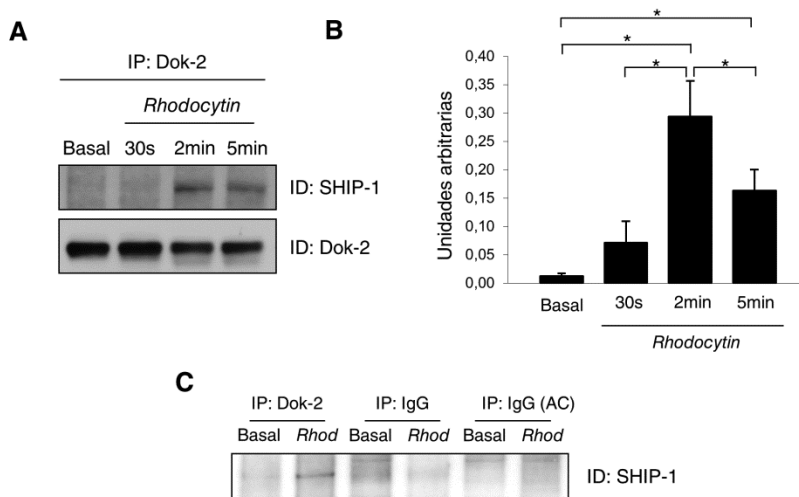 A
IP: Dok-2
Rhodocytin
Basal 30s 2min 5min
ID: SHIP-1
ID: Dok-2
B
* * * *
Unidades arbitrarias
0,40
0,35
0,30
0,25
0,20
0,15
0,10
0,05
0,00
Basal 30s 2min 5min
Rhodocytin
C
IP: Dok-2 IP: IgG IP: IgG (AC)
Basal Rhod Basal Rhod Basal Rhod
ID: SHIP-1